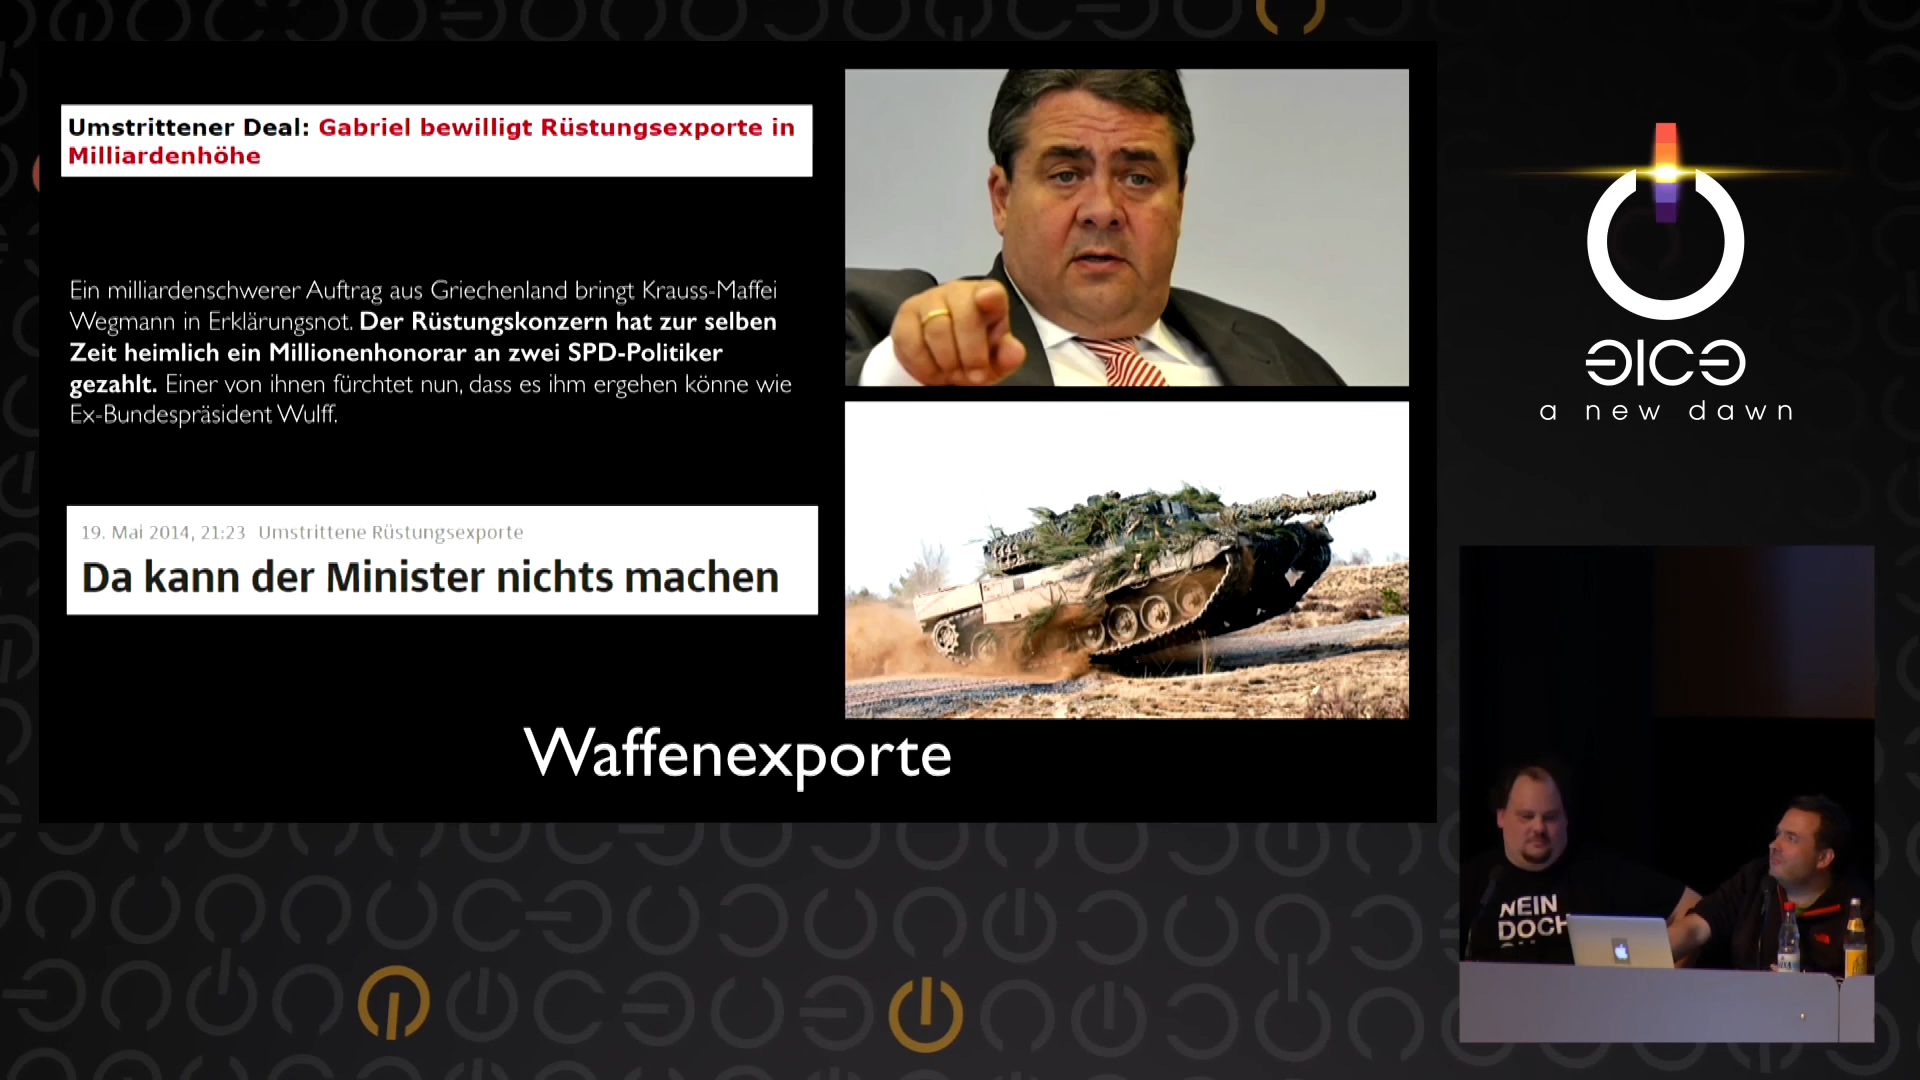 Umstrittener Deal: Gabriel bewilligt Rüstungsexporte in
Milliardenhöhe
Ein milliardenschwerer Auftrag aus Griechenland bringt Krauss-Maffei
Wegmann in Erklärungsnot. Der Rüstungskonzern hat zur selben
Zeit heimlich ein Millionenhonorar an zwei SPD-Politiker
gezahlt. Einer von ihnen fürchtet nun, dass es ihm ergehen könne wie
Ex-Bundespräsident Wulff.
19. Mai 2014, 21:23 Umstrittene Rüstungsexporte
Da kann der Minister nichts machen
Waffenexporte
a new dawn
NEIN
DOCH